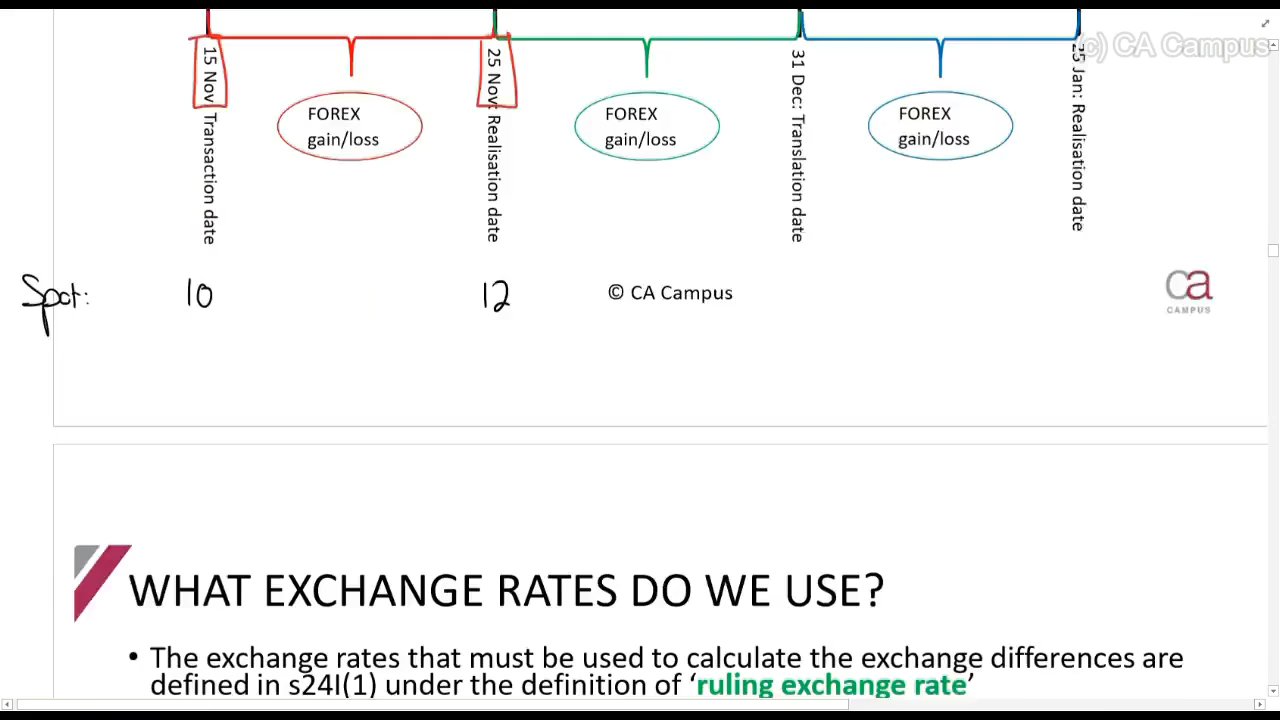 (c) CA Campus
15 Nov: Transaction date
25 Nov: Realisation date
31 Dec: Translation date
25 Jan: Realisation date
FOREX
gain/loss
FOREX
gain/loss
FOREX
gain/loss
Spot:
10
12
© CA Campus
ca
CAMPUS
WHAT EXCHANGE RATES DO WE USE?
• The exchange rates that must be used to calculate the exchange differences are
defined in s24I(1) under the definition of ‘ruling exchange rate’